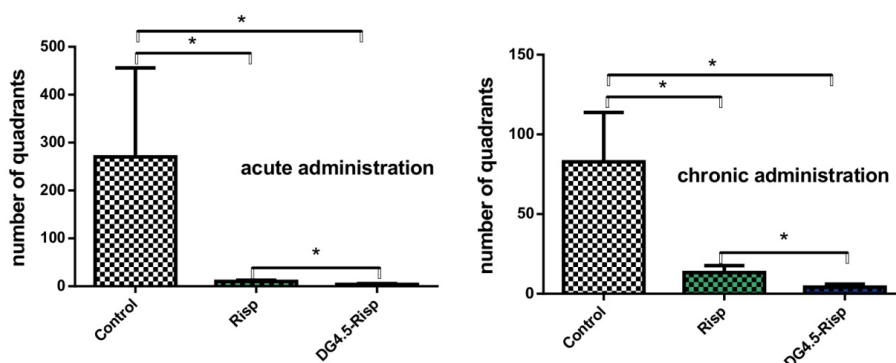 *
*
500
400
300
200
100
0
number of quadrants
acute administration
*
Control
Risp
DG4.5-Risp
*
*
150
100
50
0
number of quadrants
chronic administration
*
Control
Risp
DG4.5-Risp